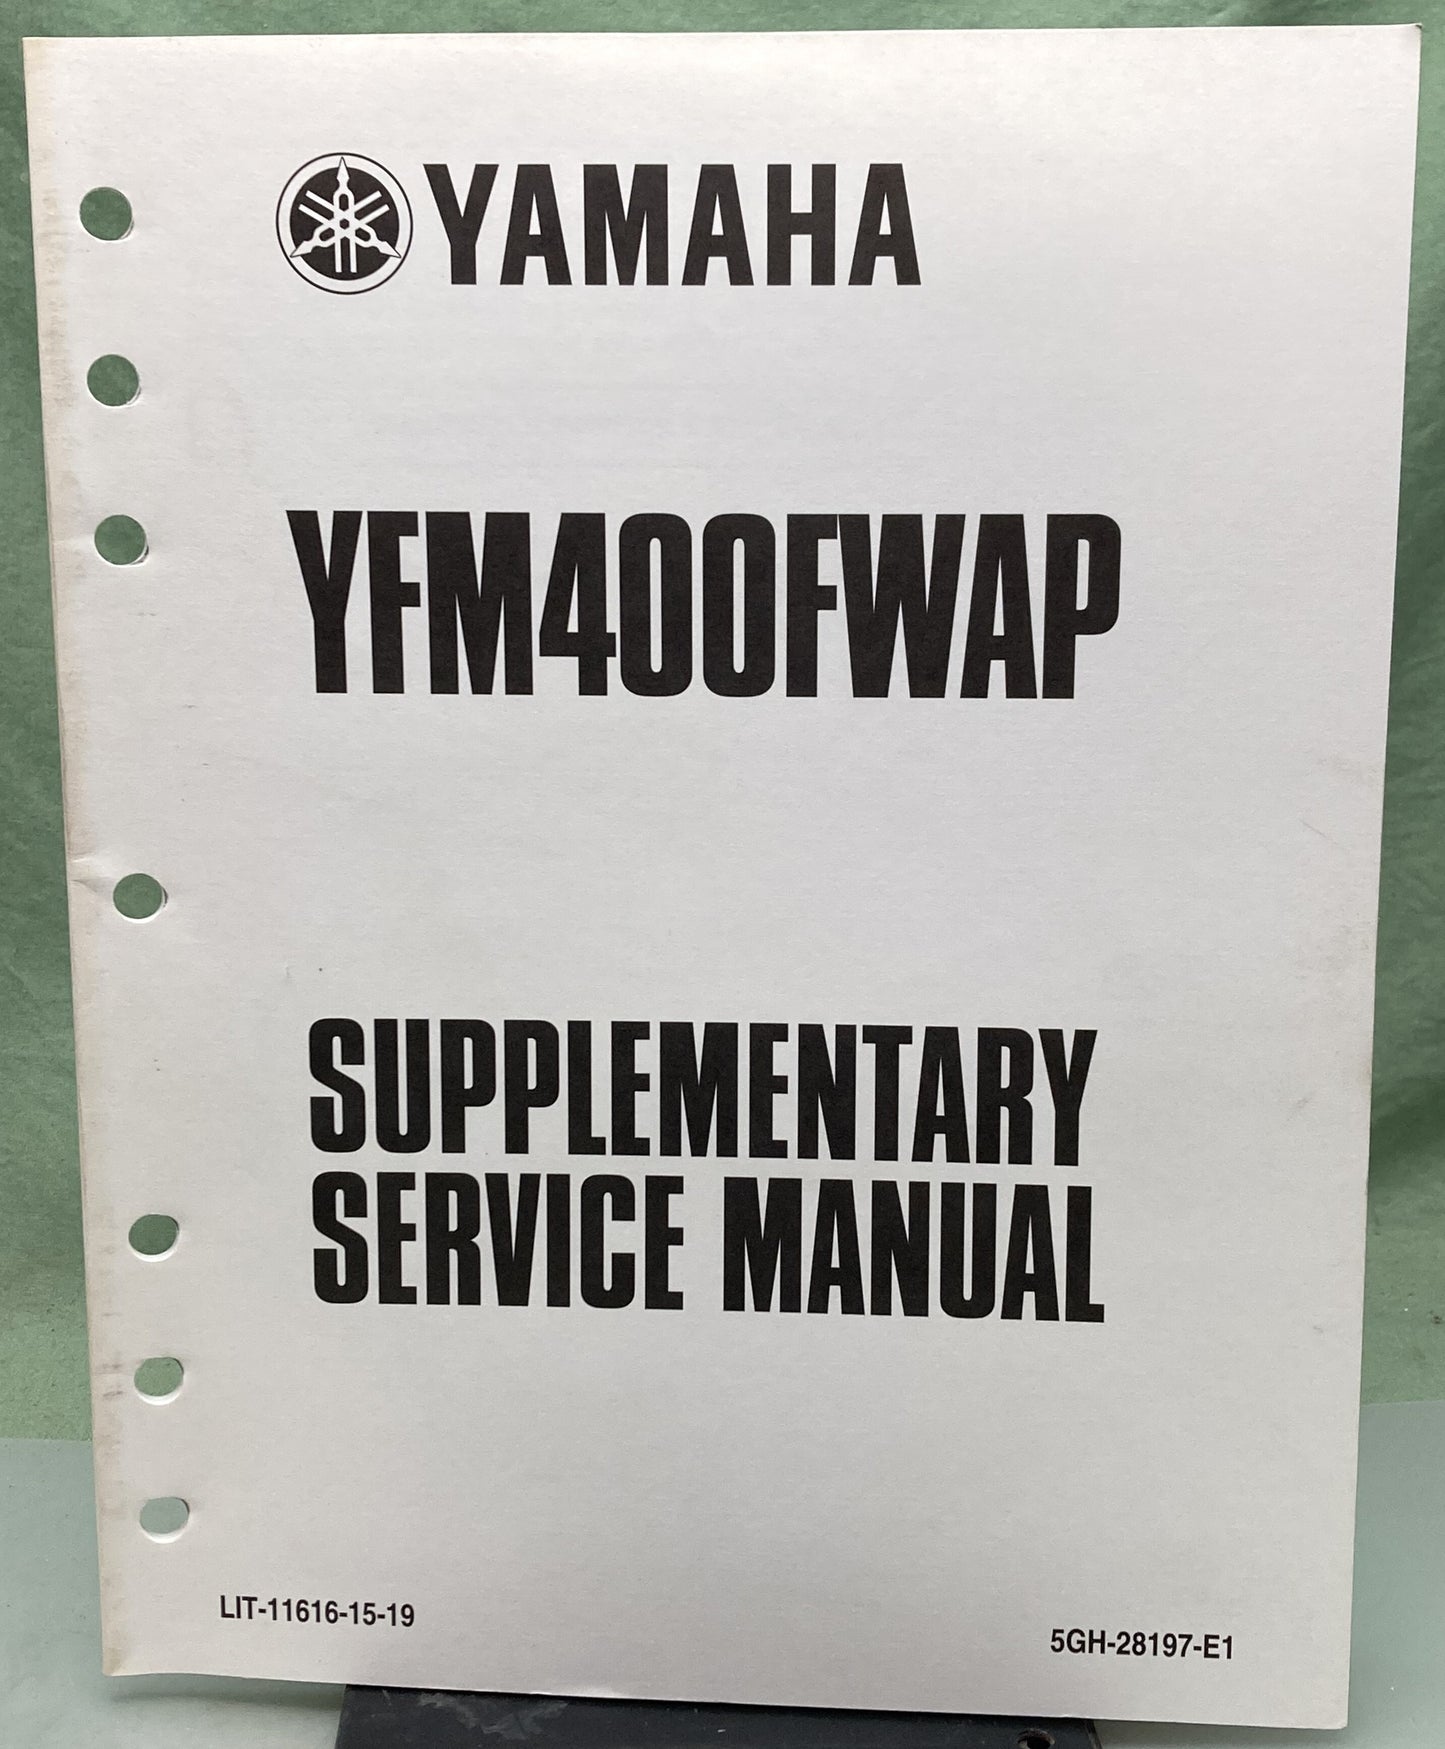 YAMAHA
YFM400FWAP
SUPPLEMENTARY
SERVICE MANUAL
LIT-11616-15-19
5GH-28197-E1